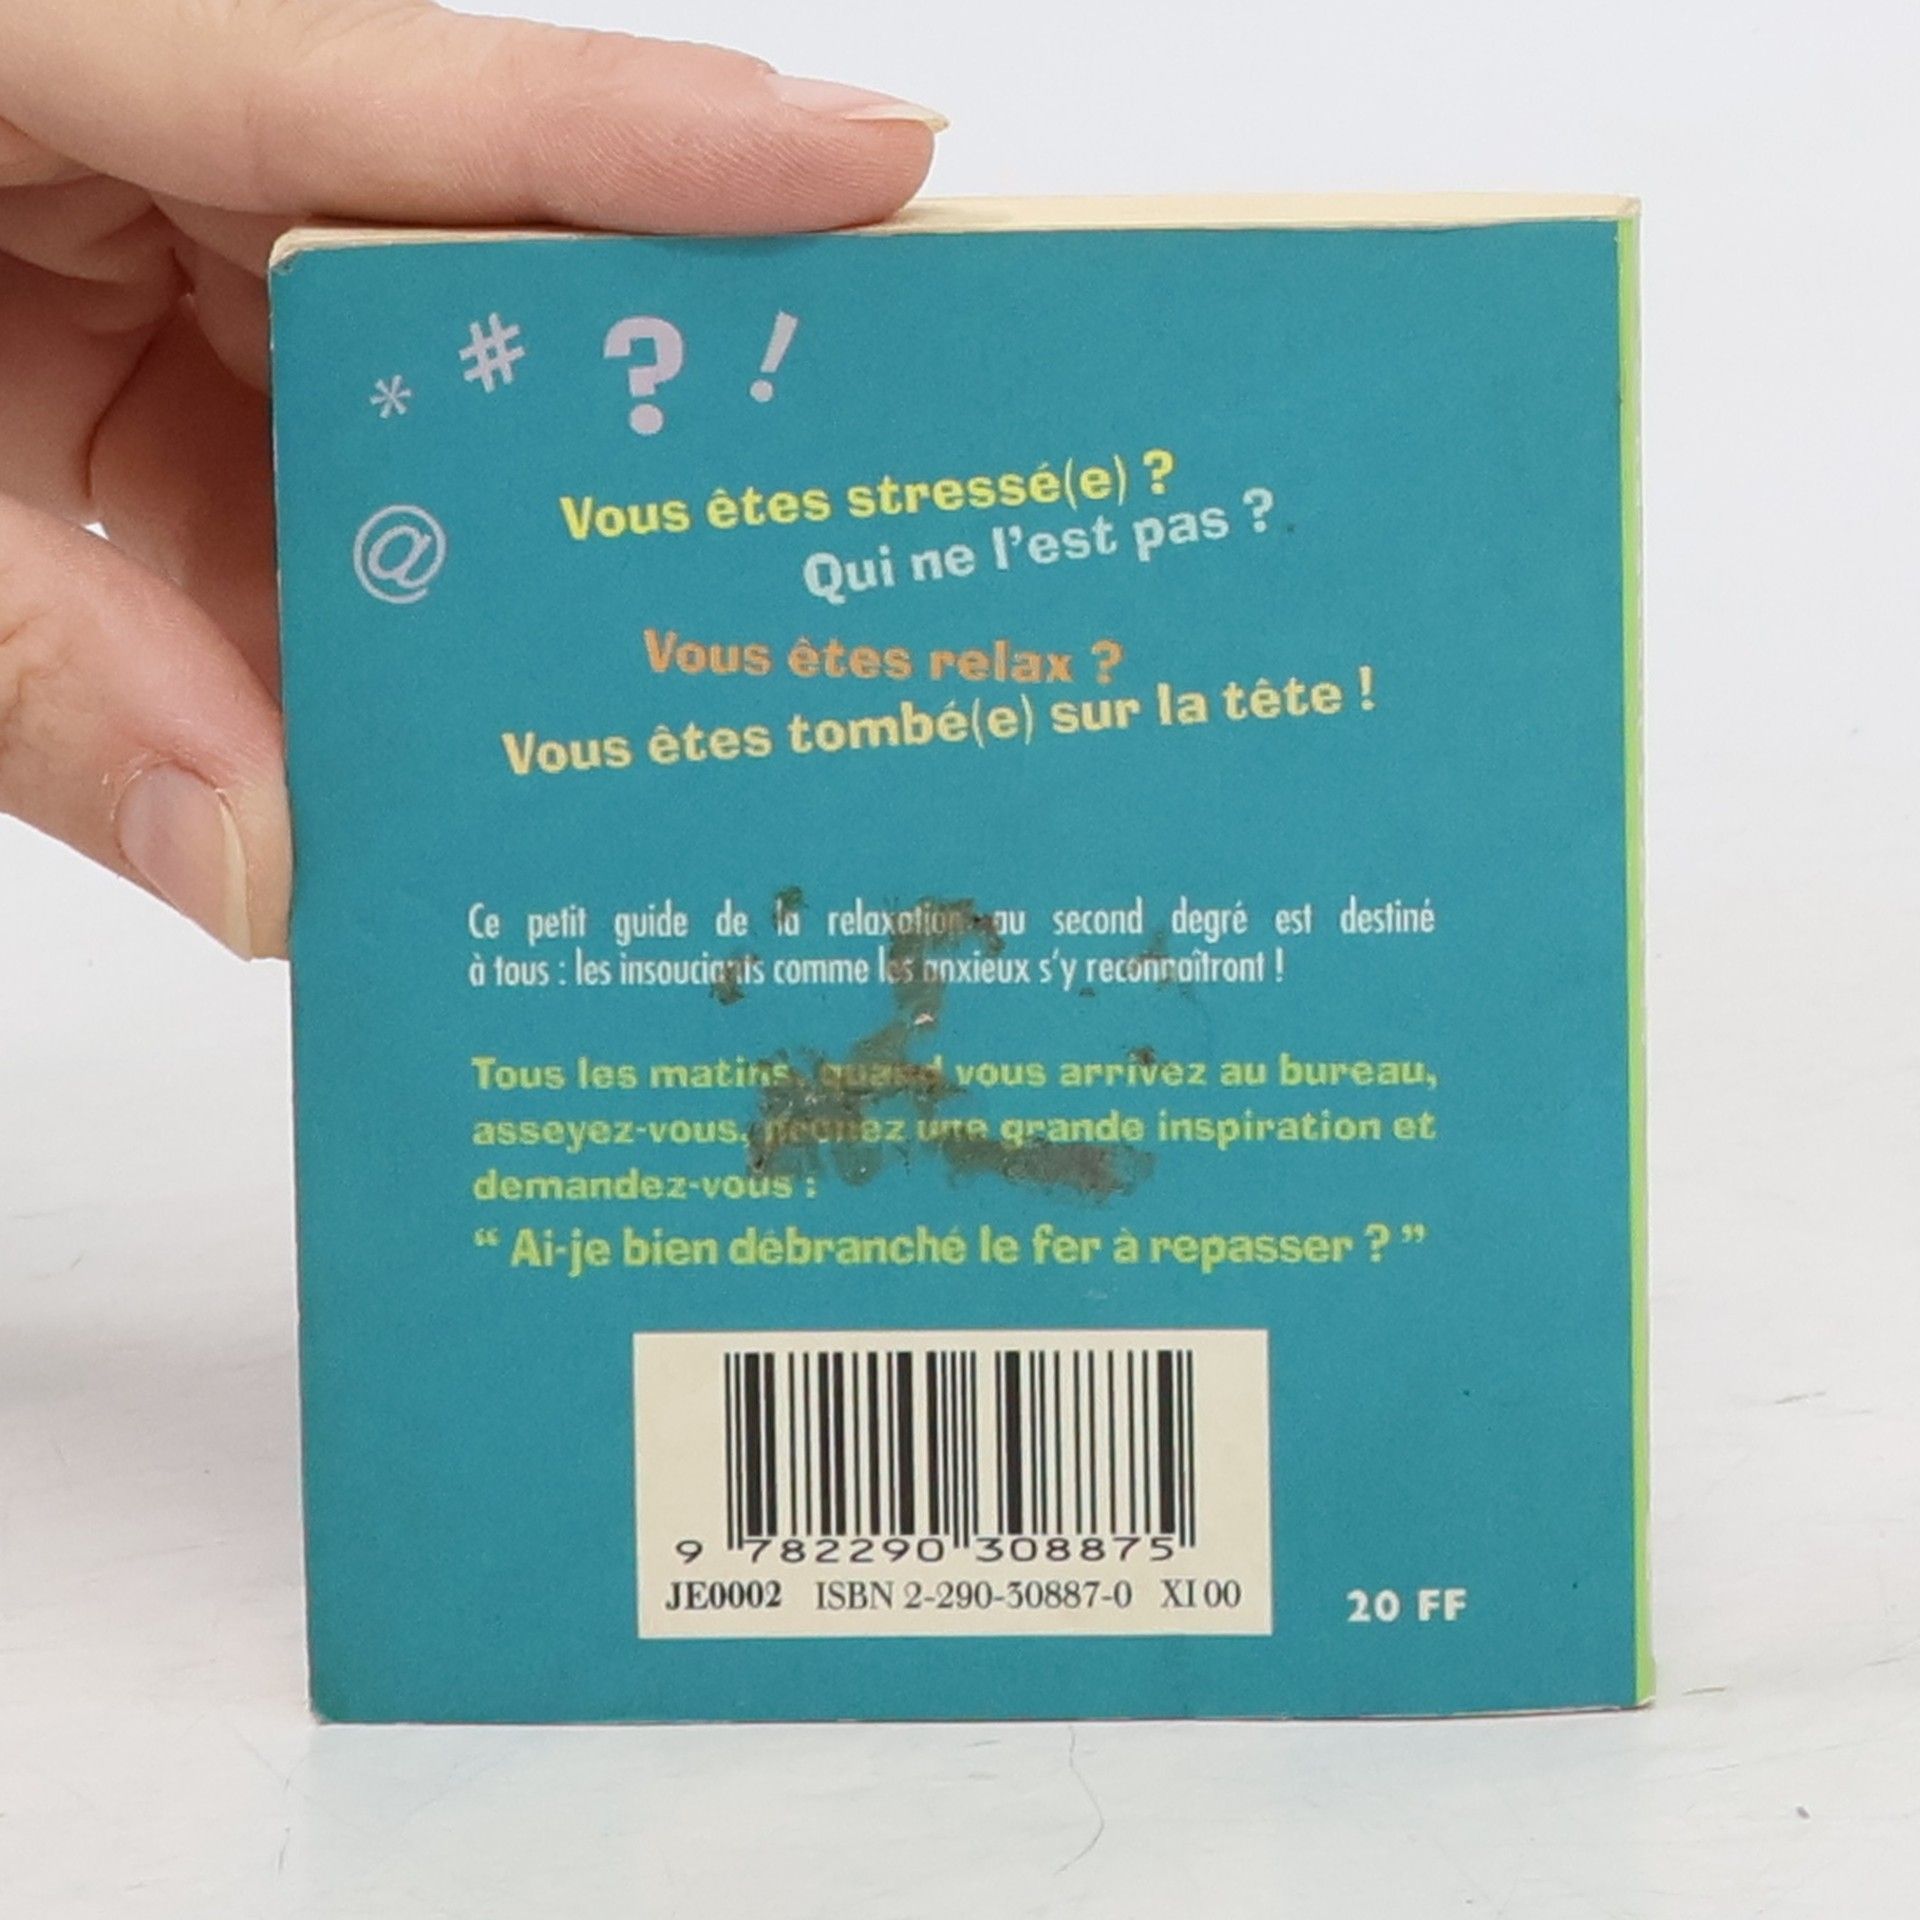 * # ? !
@
Vous êtes stressé(e) ?
Qui ne l'est pas ?
Vous êtes relax ?
Vous êtes tombé(e) sur la tête !
Ce petit guide de la relaxation au second degré est destiné
à tous : les insouciants comme les anxieux s'y reconnaîtront !
Tous les matins, quand vous arrivez au bureau,
asseyez-vous, prenez une grande inspiration et
demandez-vous :
“ Ai-je bien débranché le fer à repasser ? ”
9 782290 308875
JE0002 ISBN 2-290-30887-0 XI 00
20 FF